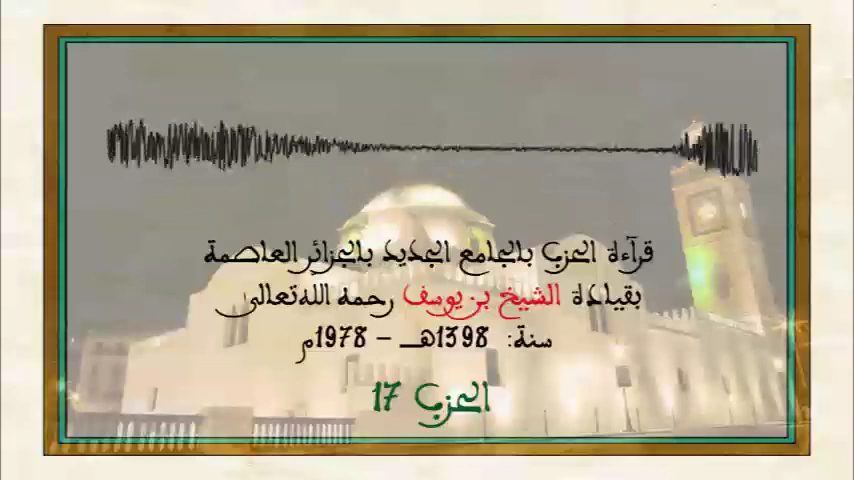 قرآءة الحزب بالجامع الجديد بالجزائر العاصمة
بقيادة الشيخ بن يوسف رحمه الله تعالى
سنة: 1398هـ - 1978م
الحزب 17